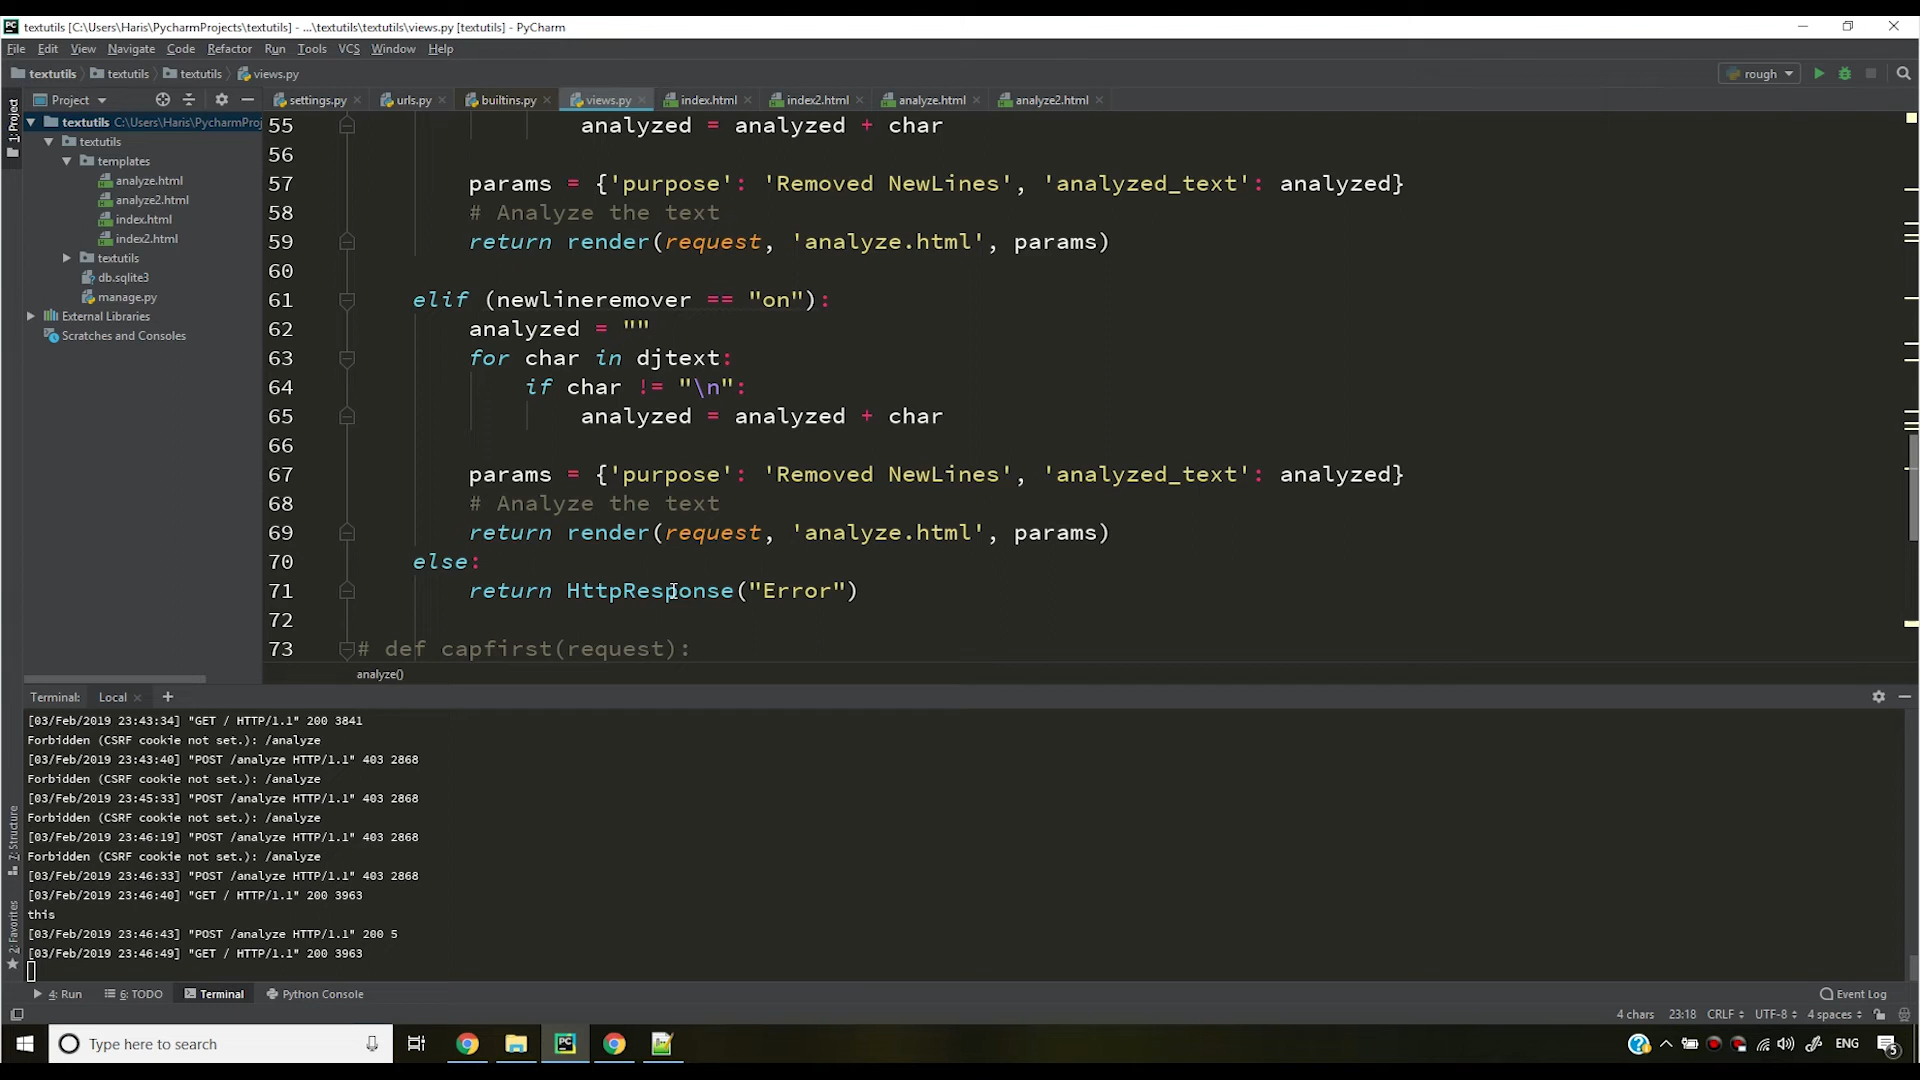 textutils [C:\Users\Haris\PycharmProjects\textutils] - ...\textutils\textutils\views.py [textutils] - PyCharm
File Edit View Navigate Code Refactor Run Tools VCS Window Help
textutils textutils textutils views.py rough
1: Project
Project settings.py urls.py builtins.py views.py index.html index2.html analyze.html analyze2.html
textutils C:\Users\Haris\PycharmProj
textutils
templates
analyze.html
analyze2.html
index.html
index2.html
textutils
db.sqlite3
manage.py
External Libraries
Scratches and Consoles
55 analyzed = analyzed + char
56
57 params = {'purpose': 'Removed NewLines', 'analyzed_text': analyzed}
58 # Analyze the text
59 return render(request, 'analyze.html', params)
60
61 elif (newlineremover == "on"):
62 analyzed = ""
63 for char in djtext:
64 if char != "\n":
65 analyzed = analyzed + char
66
67 params = {'purpose': 'Removed NewLines', 'analyzed_text': analyzed}
68 # Analyze the text
69 return render(request, 'analyze.html', params)
70 else:
71 return HttpResponse("Error")
72
73 # def capfirst(request):
analyze()
Terminal: Local +
[03/Feb/2019 23:43:34] "GET / HTTP/1.1" 200 3841
Forbidden (CSRF cookie not set.): /analyze
[03/Feb/2019 23:43:40] "POST /analyze HTTP/1.1" 403 2868
Forbidden (CSRF cookie not set.): /analyze
[03/Feb/2019 23:45:33] "POST /analyze HTTP/1.1" 403 2868
Forbidden (CSRF cookie not set.): /analyze
[03/Feb/2019 23:46:19] "POST /analyze HTTP/1.1" 403 2868
Forbidden (CSRF cookie not set.): /analyze
[03/Feb/2019 23:46:33] "POST /analyze HTTP/1.1" 403 2868
[03/Feb/2019 23:46:40] "GET / HTTP/1.1" 200 3963
this
[03/Feb/2019 23:46:43] "POST /analyze HTTP/1.1" 200 5
[03/Feb/2019 23:46:49] "GET / HTTP/1.1" 200 3963
7: Structure
2: Favorites
4: Run 6: TODO Terminal Python Console Event Log
4 chars 23:18 CRLF UTF-8 4 spaces
Type here to search ENG 5